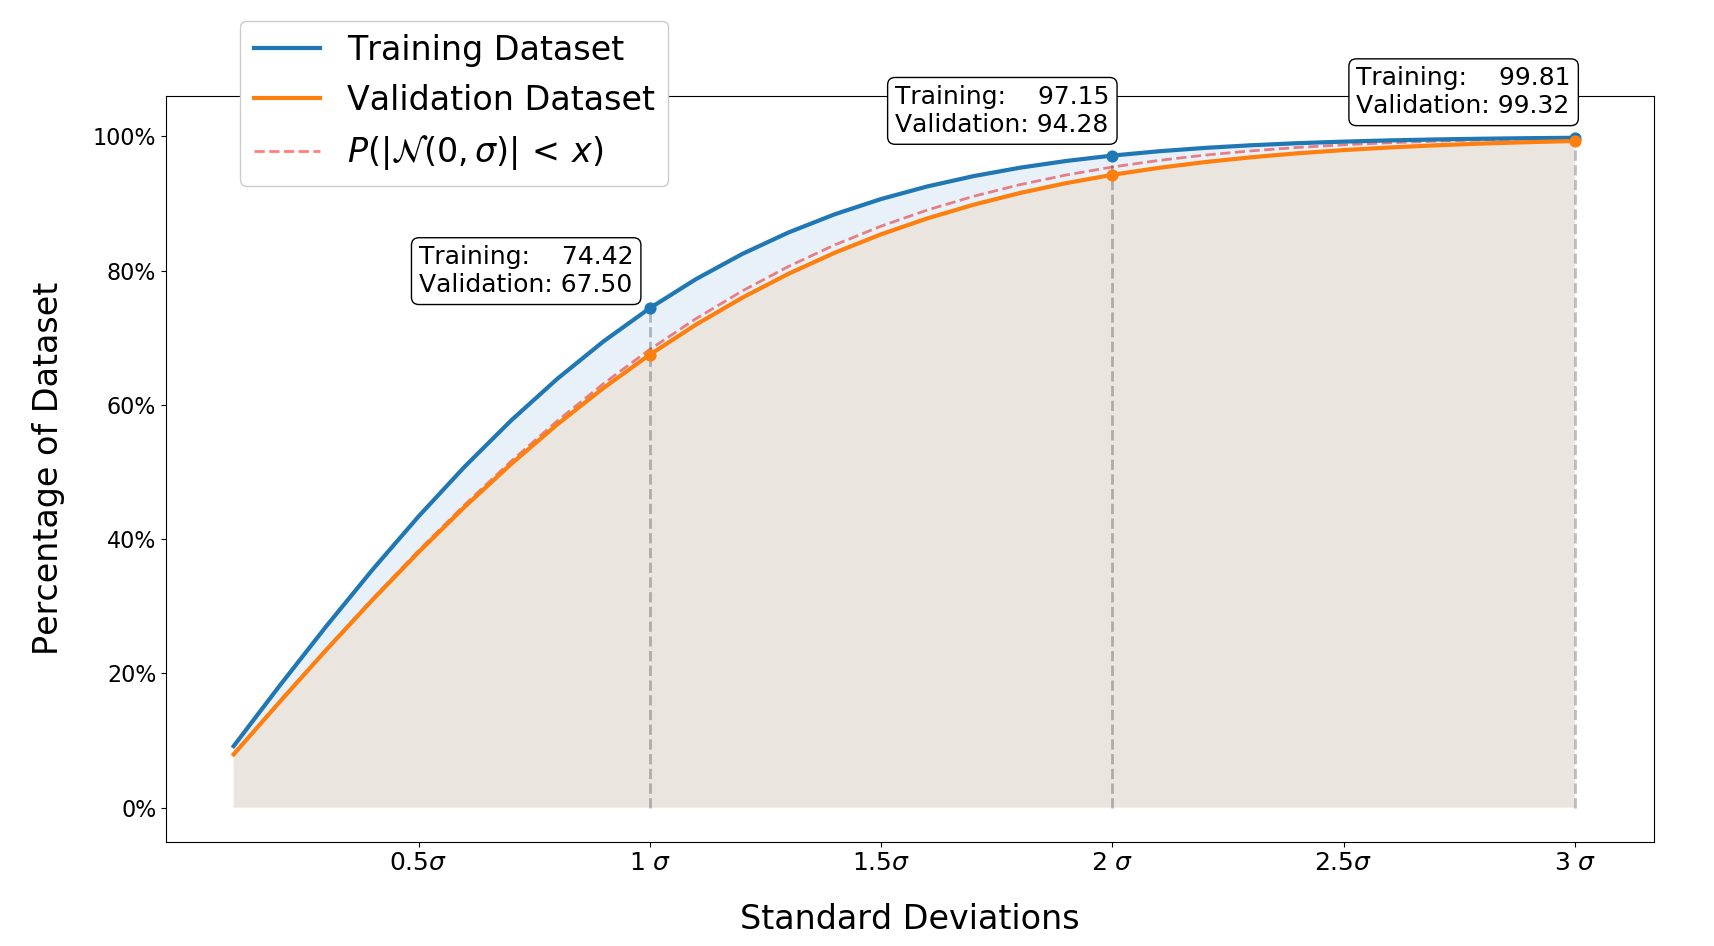 Training Dataset
Validation Dataset
P(|𝒩(0, σ)| < x)
Training: 74.42
Validation: 67.50
Training: 97.15
Validation: 94.28
Training: 99.81
Validation: 99.32
Percentage of Dataset
100%
80%
60%
40%
20%
0%
0.5σ
1 σ
1.5σ
2 σ
2.5σ
3 σ
Standard Deviations